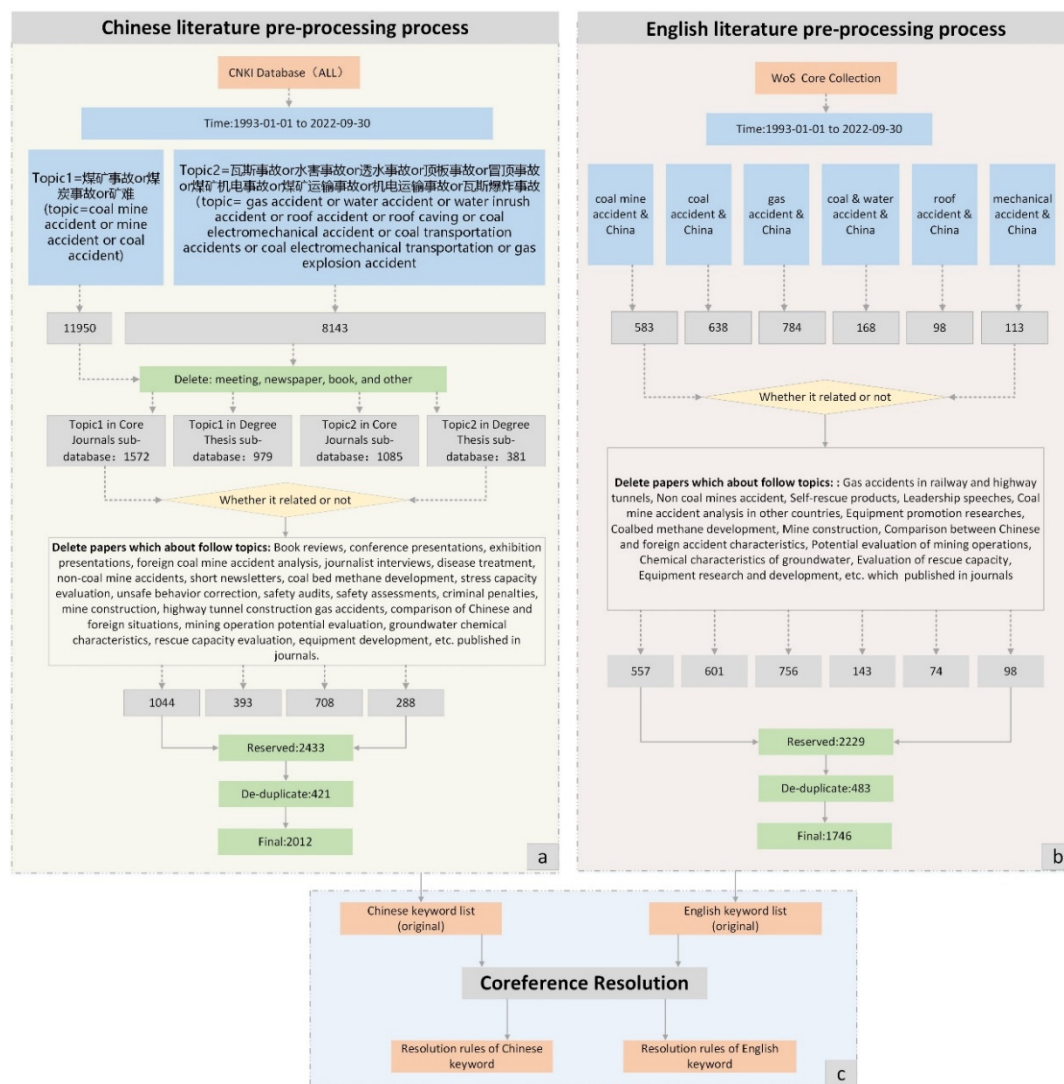 Chinese literature pre-processing process
CNKI Database（ALL）
Time:1993-01-01 to 2022-09-30
Topic1=煤矿事故or煤
炭事故or矿难
(topic=coal mine
accident or mine
accident or coal
accident)
Topic2=瓦斯事故or水害事故or透水事故or顶板事故or冒顶事故
or煤矿机电事故or煤矿运输事故or机电运输事故or瓦斯爆炸事故
(topic= gas accident or water accident or water inrush
accident or roof accident or roof caving or coal
electromechanical accident or coal transportation
accidents or coal electromechanical transportation or gas
explosion accident
11950
8143
Delete: meeting, newspaper, book, and other
Topic1 in Core
Journals sub-
database：1572
Topic1 in Degree
Thesis sub-
database：979
Topic2 in Core
Journals sub-
database：1085
Topic2 in Degree
Thesis sub-
database：381
Whether it related or not
Delete papers which about follow topics: Book reviews, conference presentations, exhibition
presentations, foreign coal mine accident analysis, journalist interviews, disease treatment,
non-coal mine accidents, short newsletters, coal bed methane development, stress capacity
evaluation, unsafe behavior correction, safety audits, safety assessments, criminal penalties,
mine construction, highway tunnel construction gas accidents, comparison of Chinese and
foreign situations, mining operation potential evaluation, groundwater chemical
characteristics, rescue capacity evaluation, equipment development, etc. published in
journals.
1044
393
708
288
Reserved:2433
De-duplicate:421
Final:2012
a
English literature pre-processing process
WoS Core Collection
Time:1993-01-01 to 2022-09-30
coal mine
accident &
China
coal
accident &
China
gas
accident &
China
coal & water
accident &
China
roof
accident &
China
mechanical
accident &
China
583
638
784
168
98
113
Whether it related or not
Delete papers which about follow topics: : Gas accidents in railway and highway
tunnels, Non coal mines accident, Self-rescue products, Leadership speeches, Coal
mine accident analysis in other countries, Equipment promotion researches,
Coalbed methane development, Mine construction, Comparison between Chinese
and foreign accident characteristics, Potential evaluation of mining operations,
Chemical characteristics of groundwater, Evaluation of rescue capacity,
Equipment research and development, etc. which published in journals
557
601
756
143
74
98
Reserved:2229
De-duplicate:483
Final:1746
b
Chinese keyword list
(original)
English keyword list
(original)
Coreference Resolution
Resolution rules of Chinese
keyword
Resolution rules of English
keyword
c